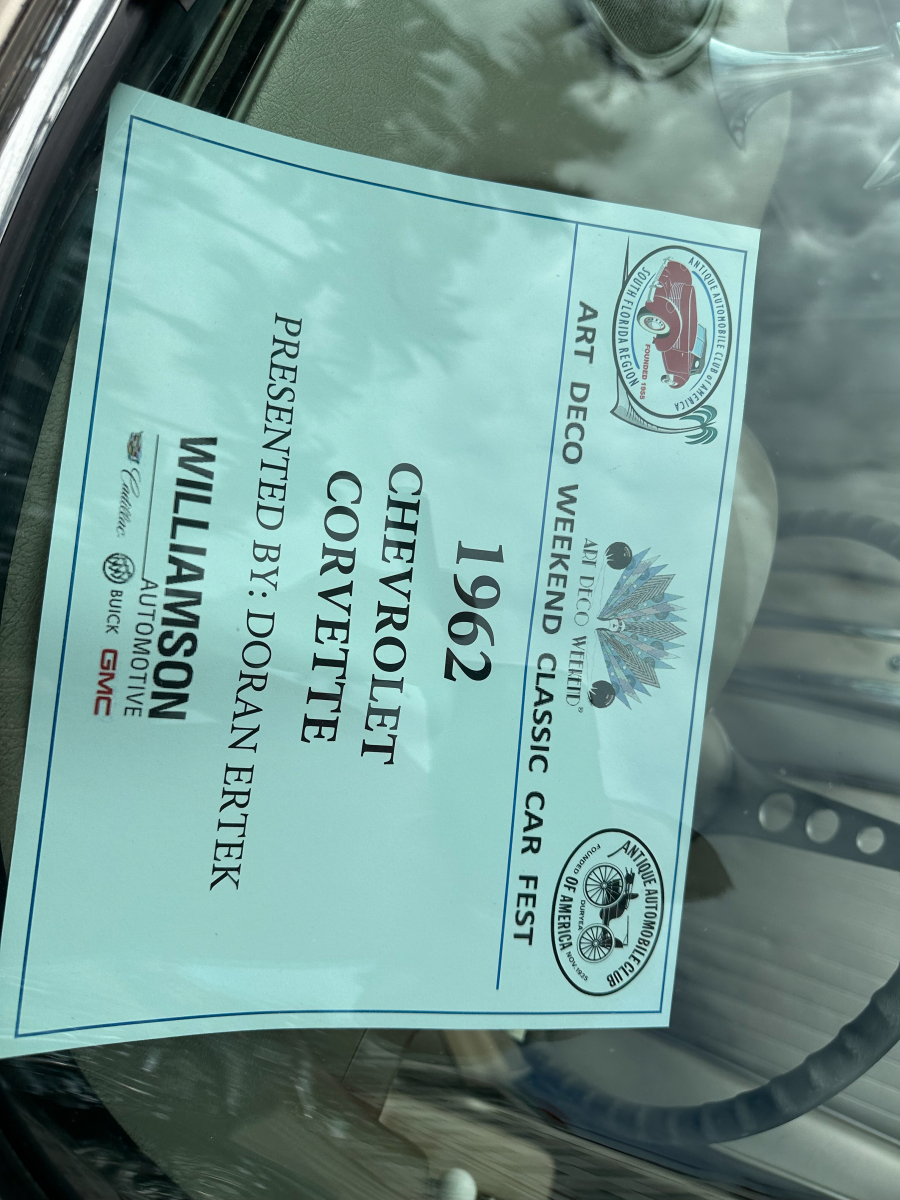 ANTIQUE AUTOMOBILE CLUB of AMERICA
SOUTH FLORIDA REGION
FOUNDED 1955
ART DECO WEEKEND®
ANTIQUE AUTOMOBILE CLUB
OF AMERICA
FOUNDED
DURYEA
NOV. 1935
ART DECO WEEKEND CLASSIC CAR FEST
1962
CHEVROLET
CORVETTE
PRESENTED BY: DORAN ERTEK
WILLIAMSON
AUTOMOTIVE
Cadillac
BUICK
GMC